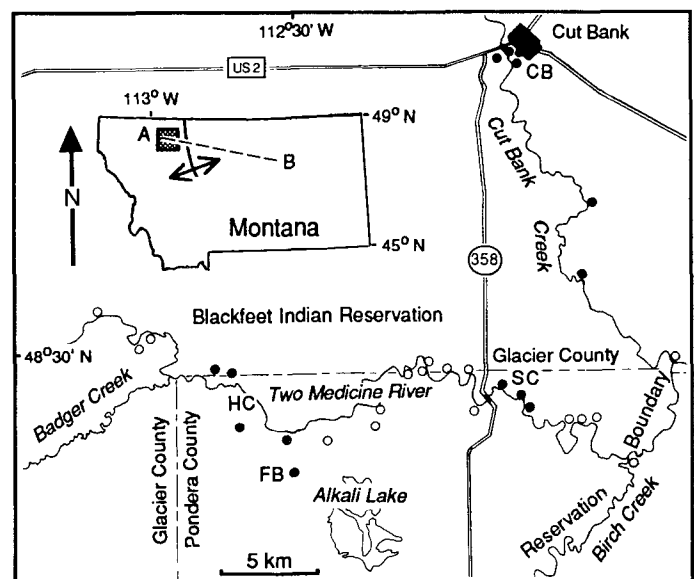 112° 30' W
Cut Bank
US 2
CB
113° W
49° N
A
B
N
Montana
45° N
Cut Bank
Creek
358
Blackfeet Indian Reservation
48° 30' N
Glacier County
SC
Badger Creek
HC
Two Medicine River
Boundary
Glacier County
Pondera County
FB
Alkali Lake
Reservation
Birch Creek
5 km